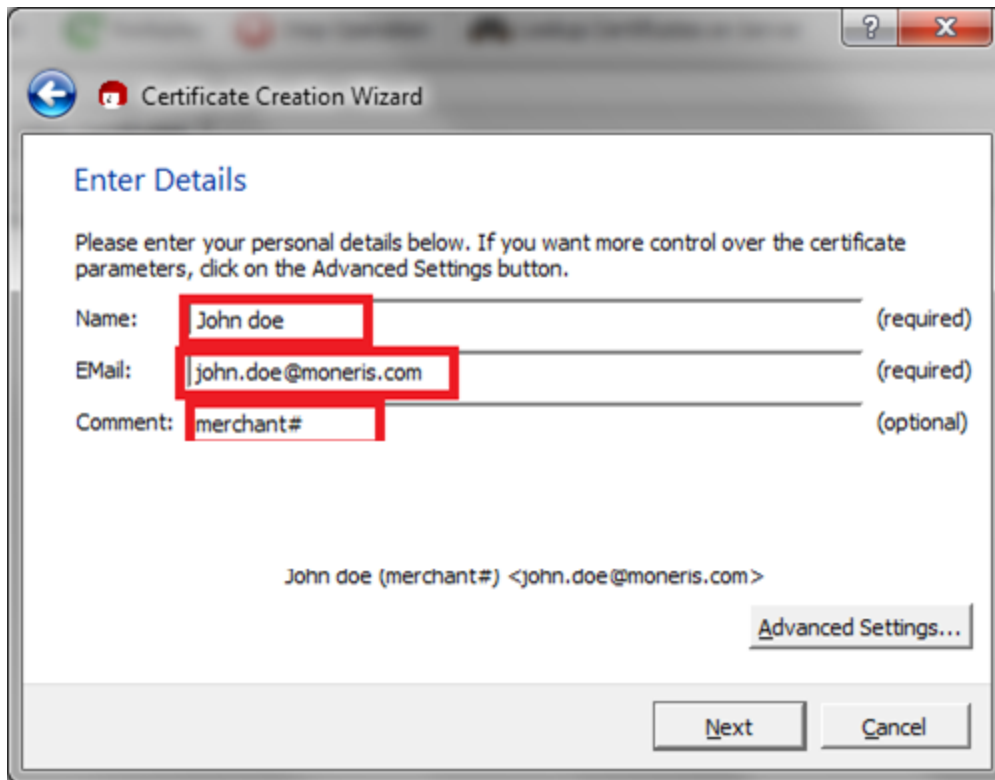 Certificate Creation Wizard
Enter Details
Please enter your personal details below. If you want more control over the certificate
parameters, click on the Advanced Settings button.
Name: John doe (required)
EMail: john.doe@moneris.com (required)
Comment: merchant# (optional)
John doe (merchant#) <john.doe@moneris.com>
Advanced Settings...
Next Cancel